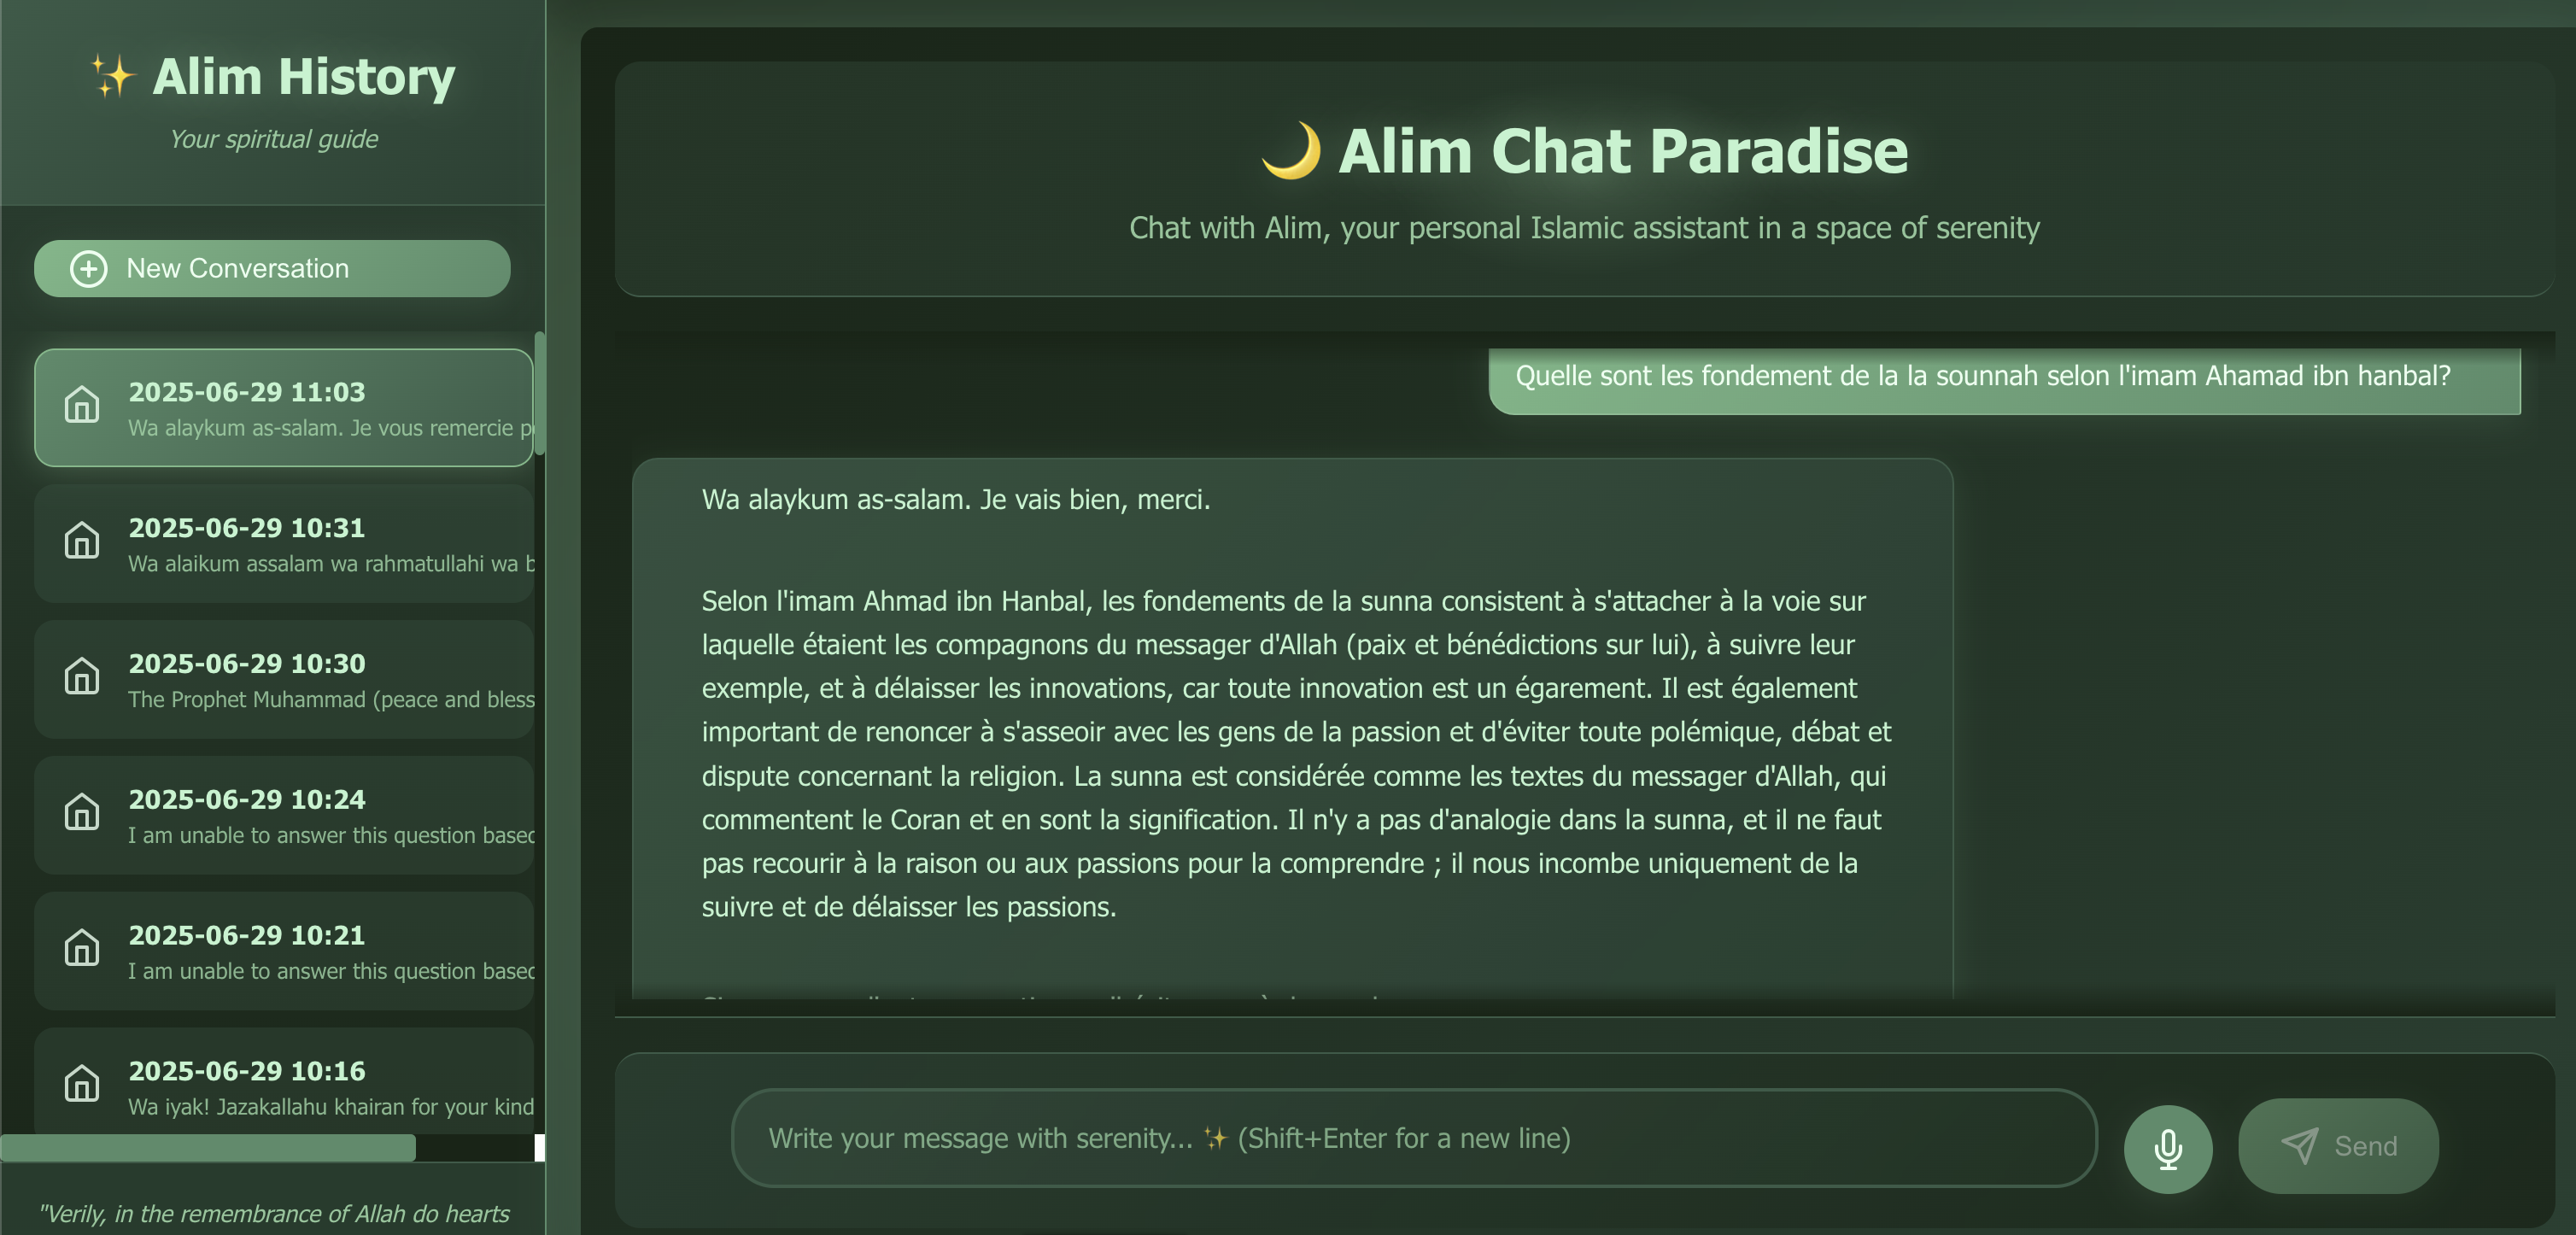 ✨ Alim History
Your spiritual guide
New Conversation
2025-06-29 11:03
Wa alaykum as-salam. Je vous remercie
2025-06-29 10:31
Wa alaikum assalam wa rahmatullahi wa
2025-06-29 10:30
The Prophet Muhammad (peace and bless
2025-06-29 10:24
I am unable to answer this question based
2025-06-29 10:21
I am unable to answer this question based
2025-06-29 10:16
Wa iyak! Jazakallahu khairan for your kind
"Verily, in the remembrance of Allah do hearts
🌙 Alim Chat Paradise
Chat with Alim, your personal Islamic assistant in a space of serenity
Quelle sont les fondement de la la sounnah selon l'imam Ahamad ibn hanbal?
Wa alaykum as-salam. Je vais bien, merci.
Selon l'imam Ahmad ibn Hanbal, les fondements de la sunna consistent à s'attacher à la voie sur
laquelle étaient les compagnons du messager d'Allah (paix et bénédictions sur lui), à suivre leur
exemple, et à délaisser les innovations, car toute innovation est un égarement. Il est également
important de renoncer à s'asseoir avec les gens de la passion et d'éviter toute polémique, débat et
dispute concernant la religion. La sunna est considérée comme les textes du messager d'Allah, qui
commentent le Coran et en sont la signification. Il n'y a pas d'analogie dans la sunna, et il ne faut
pas recourir à la raison ou aux passions pour la comprendre ; il nous incombe uniquement de la
suivre et de délaisser les passions.
Write your message with serenity... ✨ (Shift+Enter for a new line)
Send